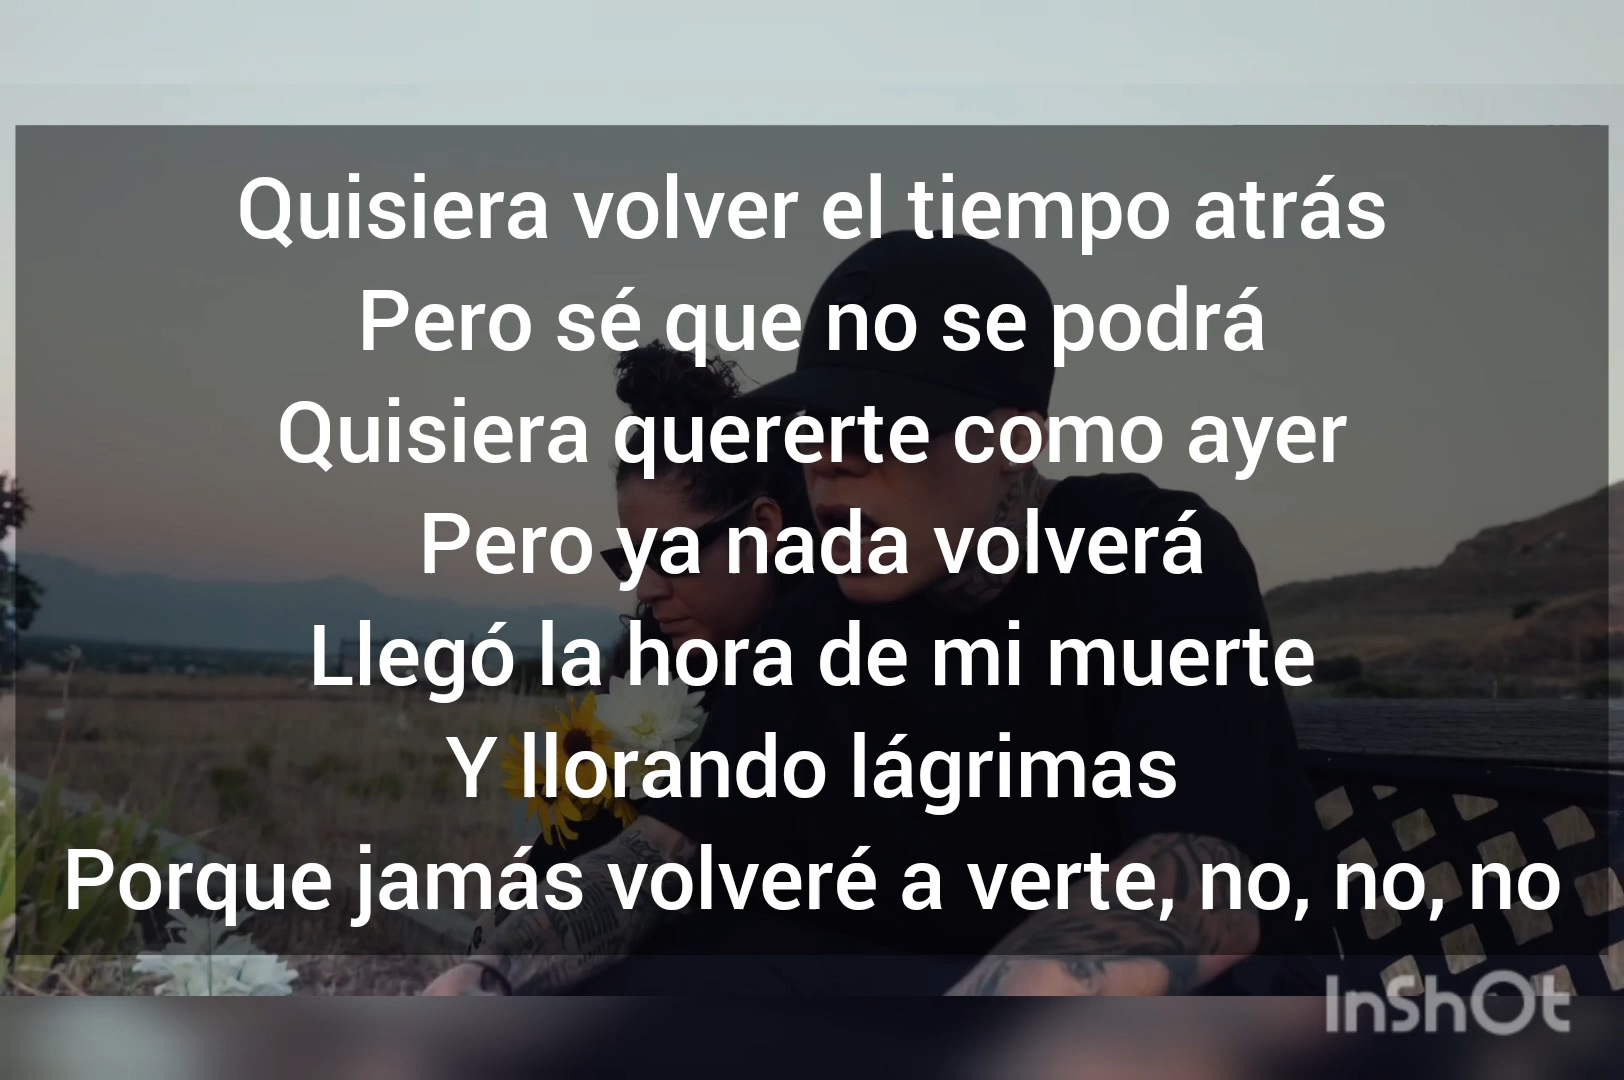 Quisiera volver el tiempo atrás
Pero sé que no se podrá
Quisiera quererte como ayer
Pero ya nada volverá
Llegó la hora de mi muerte
Y llorando lágrimas
Porque jamás volveré a verte, no, no, no
InShOt